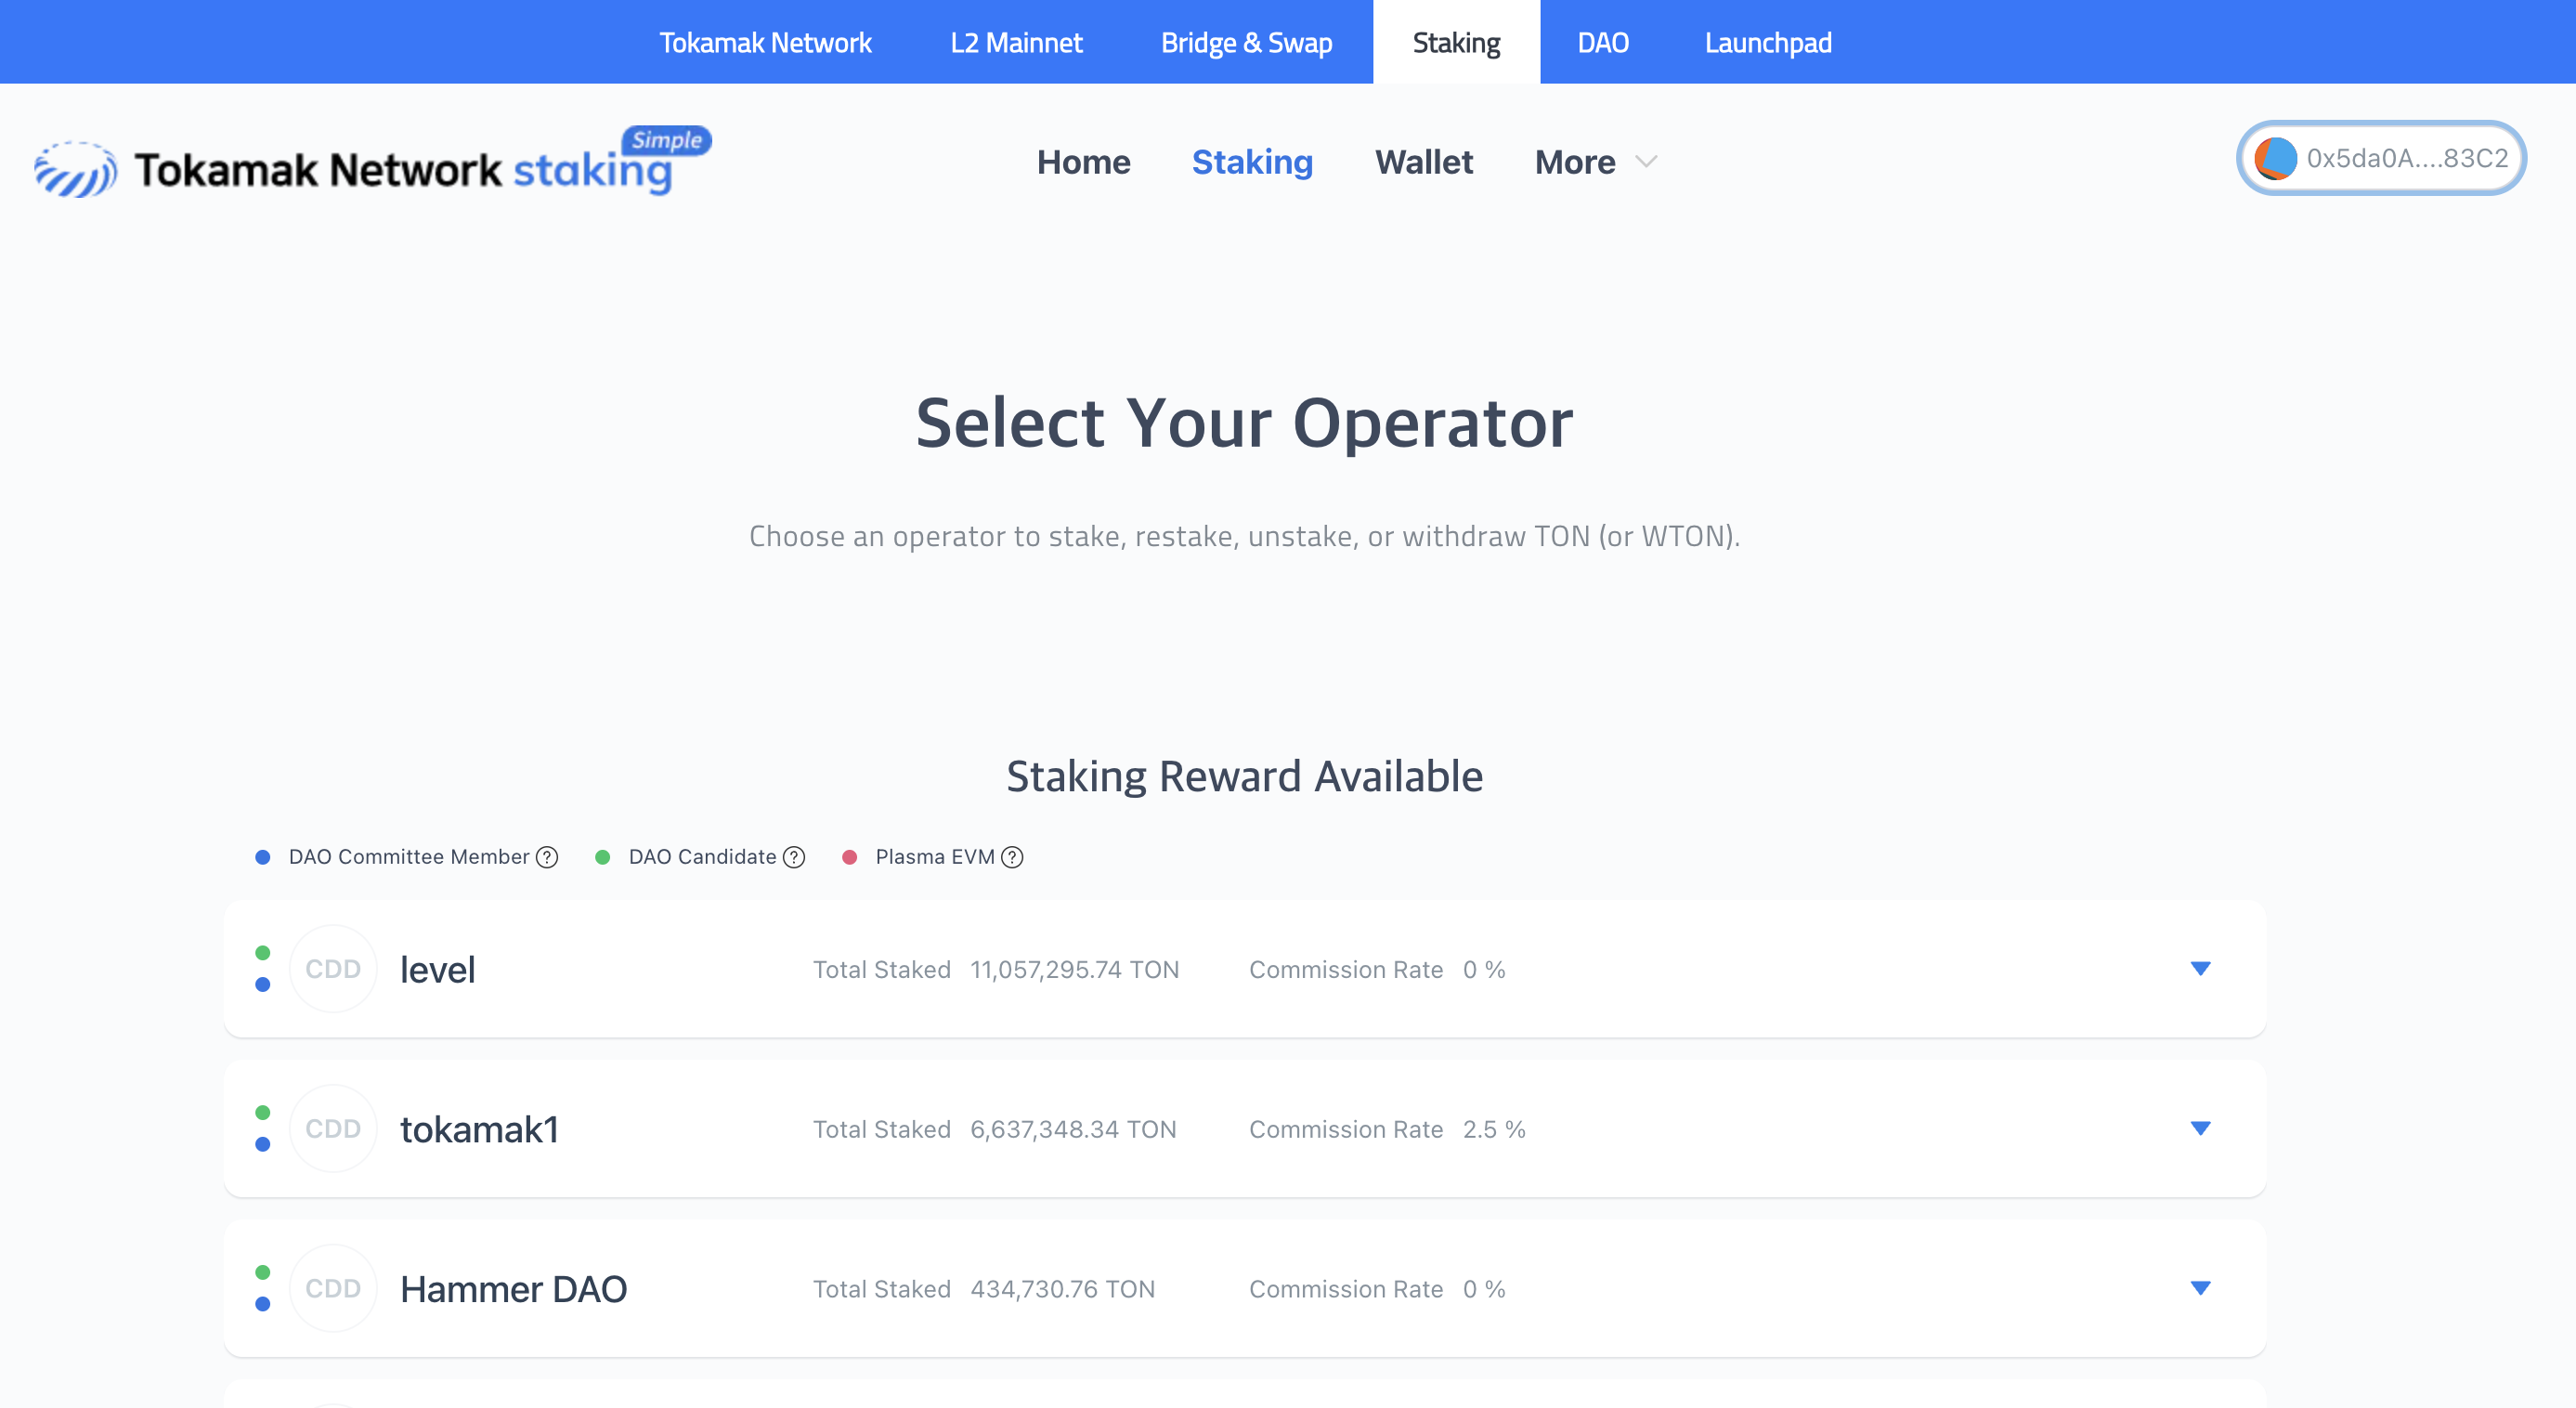 Tokamak Network L2 Mainnet Bridge & Swap Staking DAO Launchpad
Tokamak Network staking Simple
Home Staking Wallet More
0x5da0A....83C2
Select Your Operator
Choose an operator to stake, restake, unstake, or withdraw TON (or WTON).
Staking Reward Available
DAO Committee Member ? DAO Candidate ? Plasma EVM ?
CDD level Total Staked 11,057,295.74 TON Commission Rate 0 %
CDD tokamak1 Total Staked 6,637,348.34 TON Commission Rate 2.5 %
CDD Hammer DAO Total Staked 434,730.76 TON Commission Rate 0 %